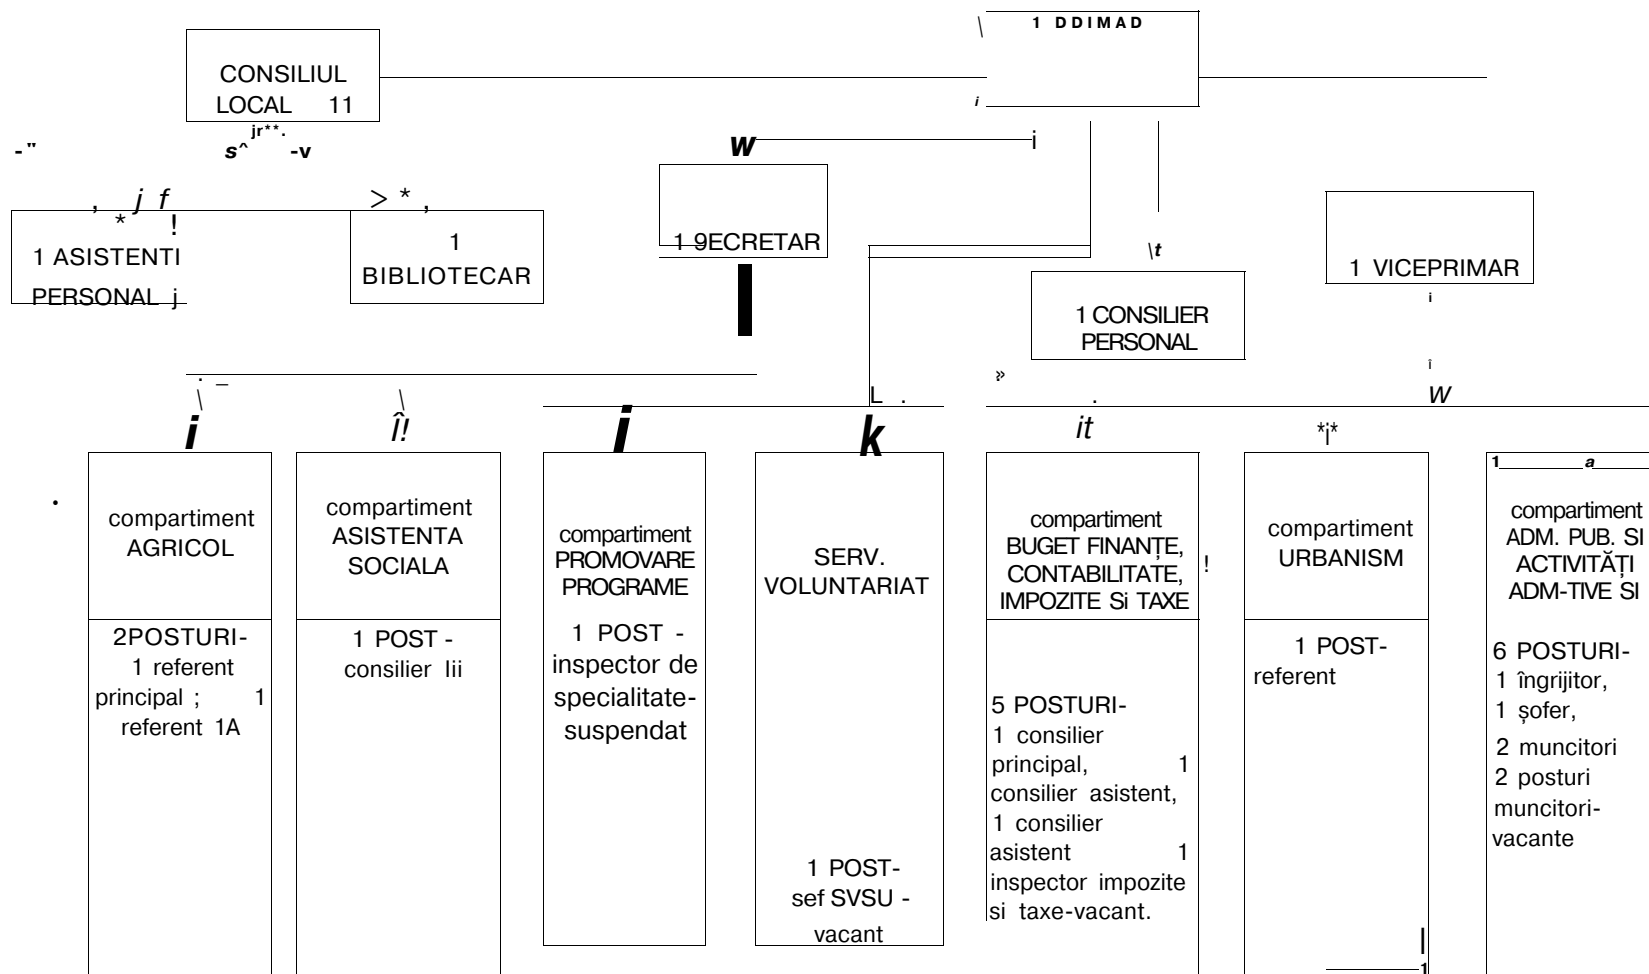 1 DDIMAD
CONSILIUL
LOCAL 11
1 ASISTENTI
PERSONAL j
1
BIBLIOTECAR
1 9ECRETAR
1 CONSILIER
PERSONAL
1 VICEPRIMAR
compartiment
AGRICOL
2POSTURI-
1 referent
principal ; 1
referent 1A
compartiment
ASISTENTA
SOCIALA
1 POST -
consilier Iii
compartiment
PROMOVARE
PROGRAME
1 POST -
inspector de
specialitate-
suspendat
SERV.
VOLUNTARIAT
1 POST-
sef SVSU -
vacant
compartiment
BUGET FINANȚE,
CONTABILITATE,
IMPOZITE Si TAXE
5 POSTURI-
1 consilier
principal, 1
consilier asistent,
1 consilier
asistent 1
inspector impozite
si taxe-vacant.
compartiment
URBANISM
1 POST-
referent
compartiment
ADM. PUB. SI
ACTIVITĂȚI
ADM-TIVE SI
6 POSTURI-
1 îngrijitor,
1 șofer,
2 muncitori
2 posturi
muncitori-
vacante